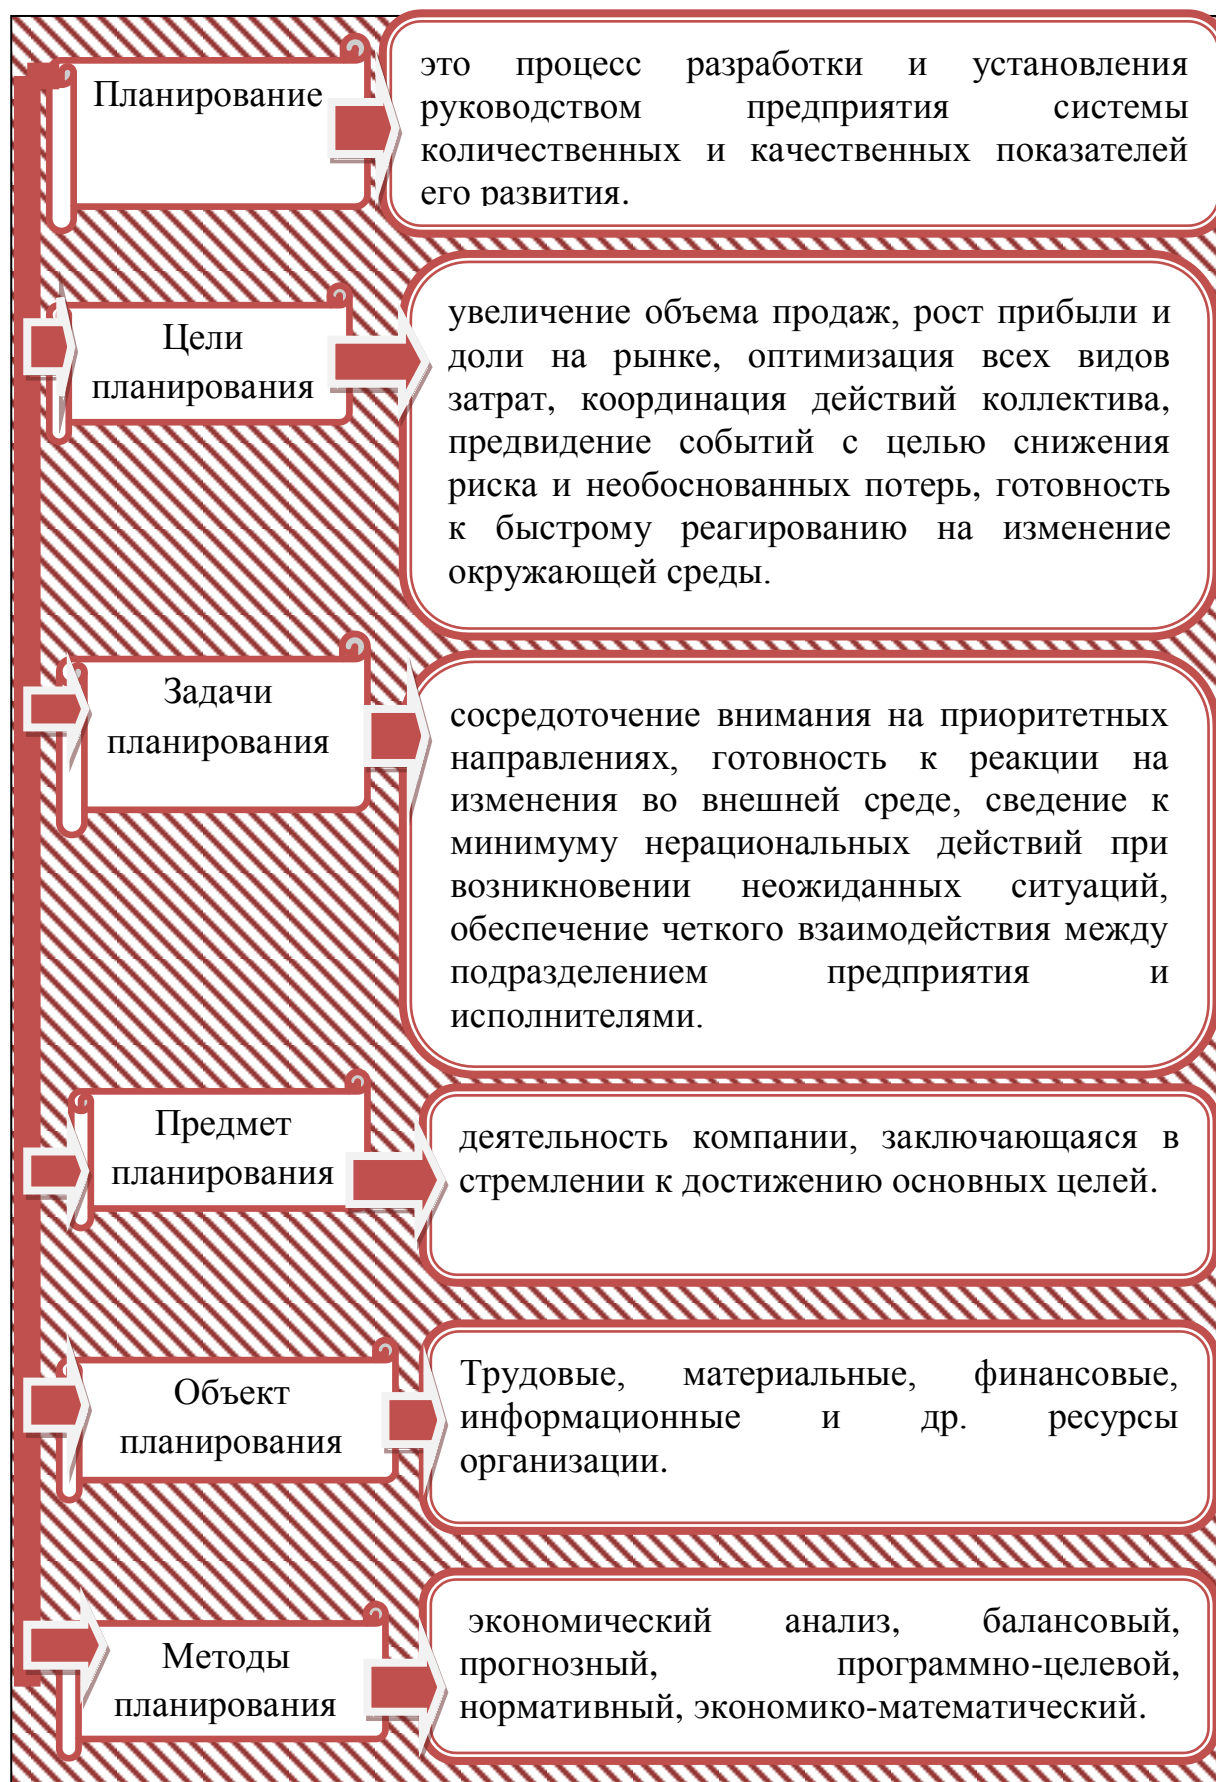 Планирование
это процесс разработки и установления
руководством предприятия системы
количественных и качественных показателей
его развития.
Цели
планирования
увеличение объема продаж, рост прибыли и
доли на рынке, оптимизация всех видов
затрат, координация действий коллектива,
предвидение событий с целью снижения
риска и необоснованных потерь, готовность
к быстрому реагированию на изменение
окружающей среды.
Задачи
планирования
сосредоточение внимания на приоритетных
направлениях, готовность к реакции на
изменения во внешней среде, сведение к
минимуму нерациональных действий при
возникновении неожиданных ситуаций,
обеспечение четкого взаимодействия между
подразделением предприятия и
исполнителями.
Предмет
планирования
деятельность компании, заключающаяся в
стремлении к достижению основных целей.
Объект
планирования
Трудовые, материальные, финансовые,
информационные и др. ресурсы
организации.
Методы
планирования
экономический анализ, балансовый,
прогнозный, программно-целевой,
нормативный, экономико-математический.